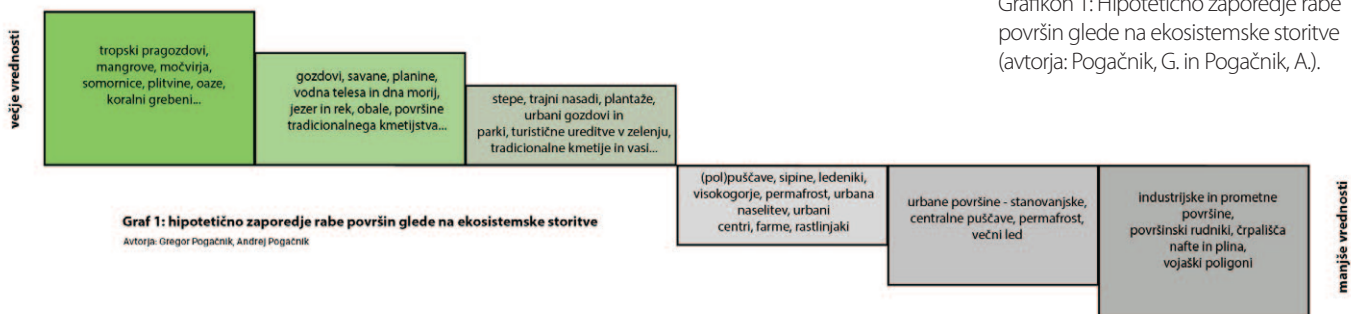 Grafikon 1: Hipotetično zaporedje rabe
površin glede na ekosistemske storitve
(avtorja: Pogačnik, G. in Pogačnik, A.).
večje vrednosti
tropski pragozdovi,
mangrove, močvirja,
somornice, plitvine, oaze,
koralni grebeni...
gozdovi, savane, planine,
vodna telesa in dna morij,
jezer in rek, obale, površine
tradicionalnega kmetijstva...
stepe, trajni nasadi, plantaže,
urbani gozdovi in
parki, turistične ureditve v zelenju,
tradicionalne kmetije in vasi...
(pol)puščave, sipine, ledeniki,
visokogorje, permafrost, urbana
naselitev, urbani
centri, farme, rastlinjaki
urbane površine - stanovanjske,
centralne puščave, permafrost,
večni led
industrijske in prometne
površine,
površinski rudniki, črpališča
nafte in plina,
vojaški poligoni
manjše vrednosti
Graf 1: hipotetično zaporedje rabe površin glede na ekosistemske storitve
Avtorja: Gregor Pogačnik, Andrej Pogačnik